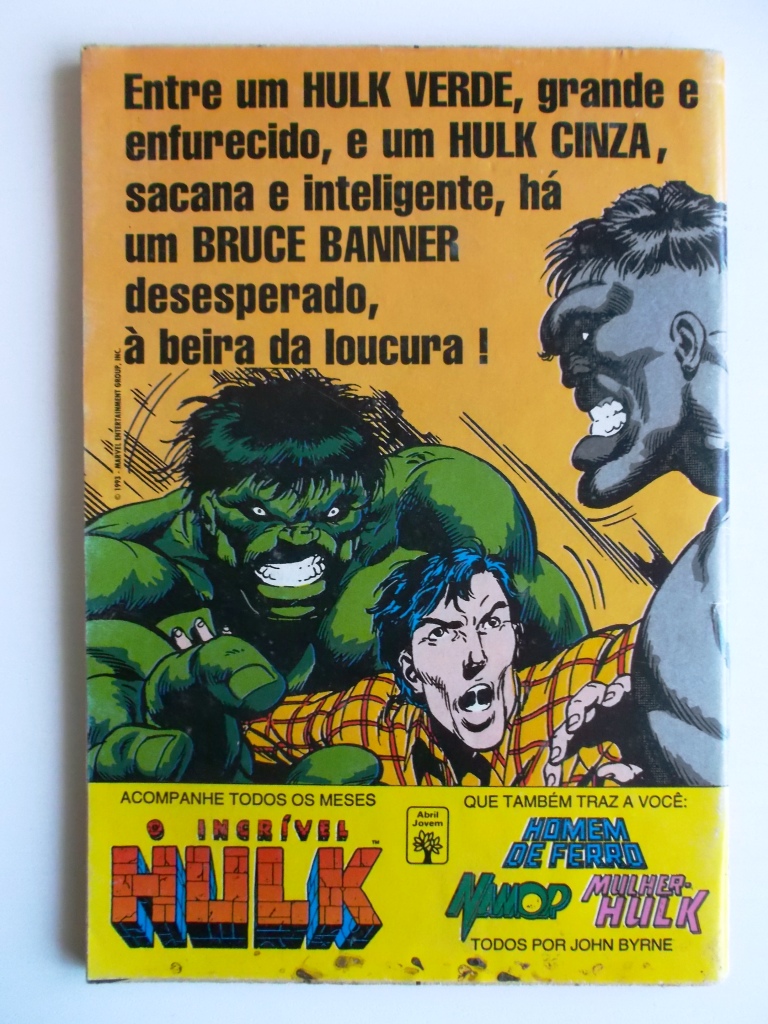 Entre um HULK VERDE, grande e
enfurecido, e um HULK CINZA,
sacana e inteligente, há
um BRUCE BANNER
desesperado,
à beira da loucura !
© 1993 - MARVEL ENTERTAINMENT GROUP, INC.
ACOMPANHE TODOS OS MESES
O INCRÍVEL
HULK™
Abril
Jovem
QUE TAMBÉM TRAZ A VOCÊ:
HOMEM
DE FERRO
NAMOR
MULHER-
HULK
TODOS POR JOHN BYRNE